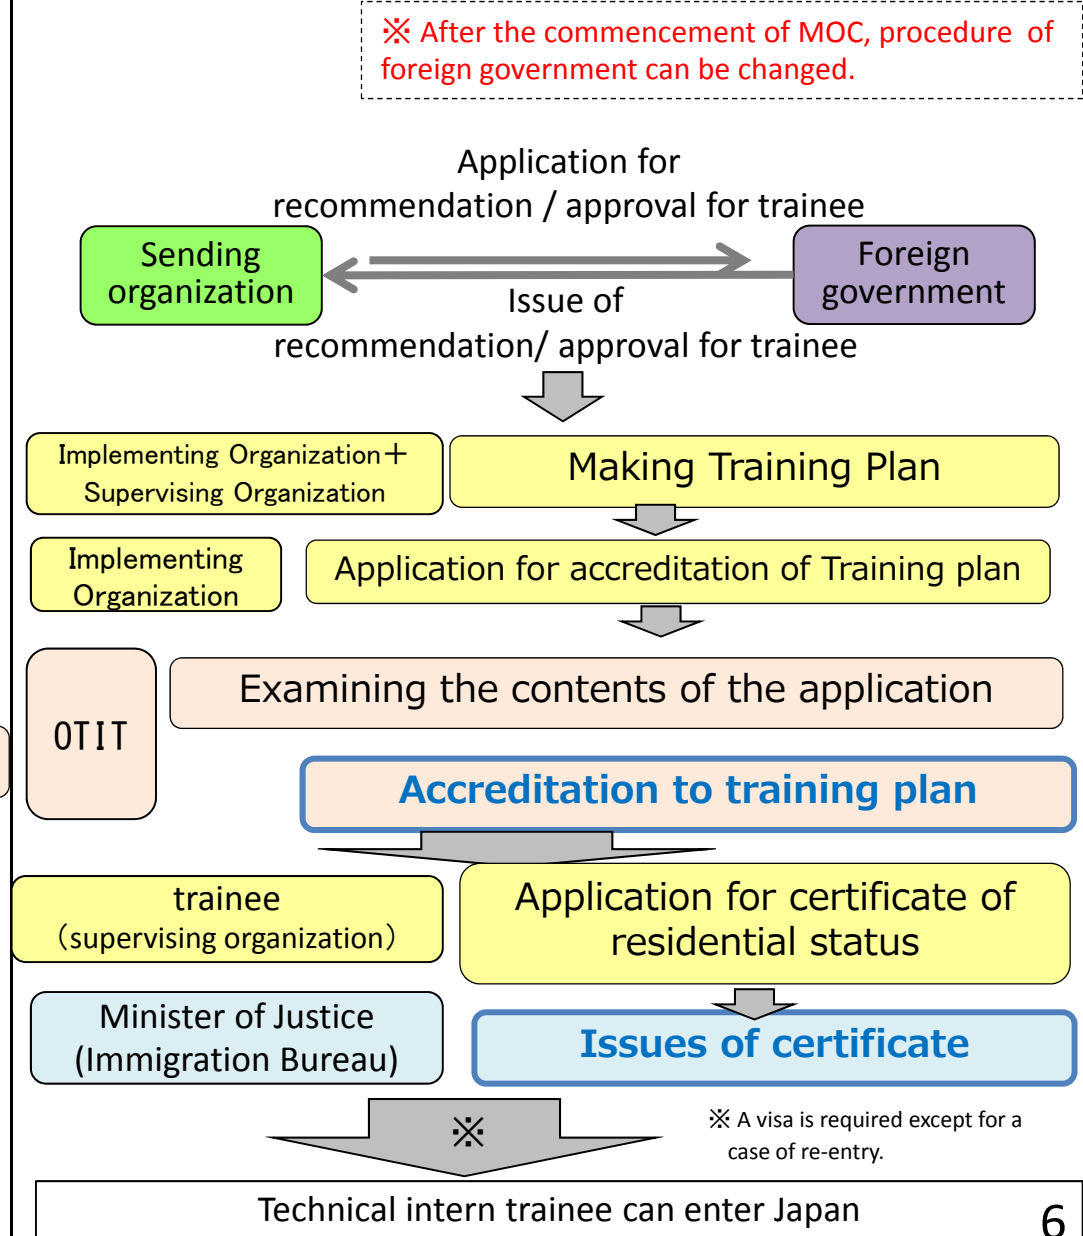 ※ After the commencement of MOC, procedure of
foreign government can be changed.
Application for
recommendation / approval for trainee
Sending
organization
Foreign
government
Issue of
recommendation/ approval for trainee
Implementing Organization＋
Supervising Organization
Making Training Plan
Implementing
Organization
Application for accreditation of Training plan
OTIT
Examining the contents of the application
Accreditation to training plan
trainee
（supervising organization）
Application for certificate of
residential status
Minister of Justice
(Immigration Bureau)
Issues of certificate
※
※ A visa is required except for a
case of re-entry.
Technical intern trainee can enter Japan
6